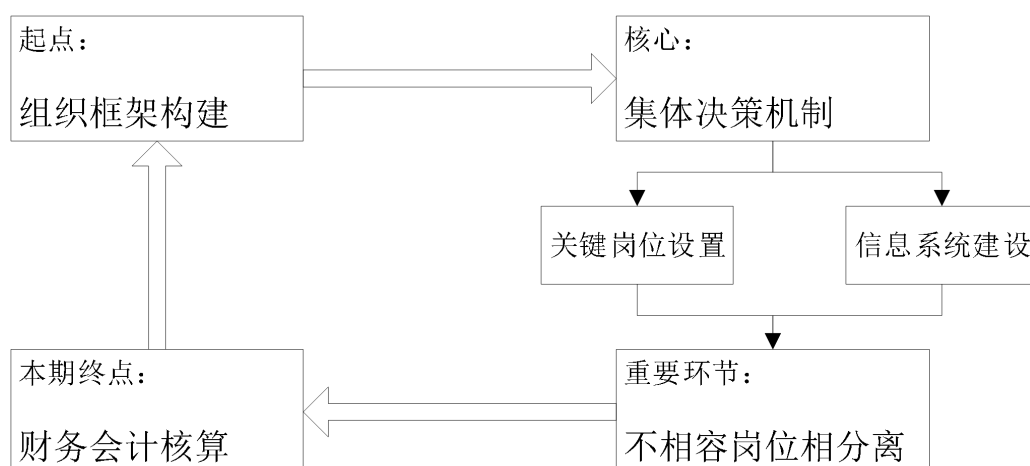 起点：
组织框架构建
核心：
集体决策机制
关键岗位设置
信息系统建设
本期终点：
财务会计核算
重要环节：
不相容岗位相分离